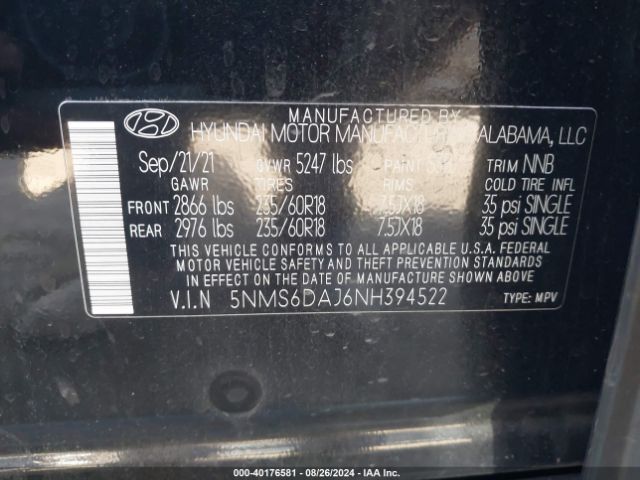 MANUFACTURED BY
HYUNDAI MOTOR MANUFACTURING ALABAMA, LLC
Sep/21/21 GVWR 5247 lbs PAINT TRIM NNB
GAWR TIRES RIMS COLD TIRE INFL
FRONT 2866 lbs 235/60R18 7.5JX18 35 psi SINGLE
REAR 2976 lbs 235/60R18 7.5JX18 35 psi SINGLE
THIS VEHICLE CONFORMS TO ALL APPLICABLE U.S.A. FEDERAL
MOTOR VEHICLE SAFETY AND THEFT PREVENTION STANDARDS
IN EFFECT ON THE DATE OF MANUFACTURE SHOWN ABOVE.
V.I.N 5NMS6DAJ6NH394522 TYPE: MPV
000-40176581 - 08/26/2024 - IAA Inc.